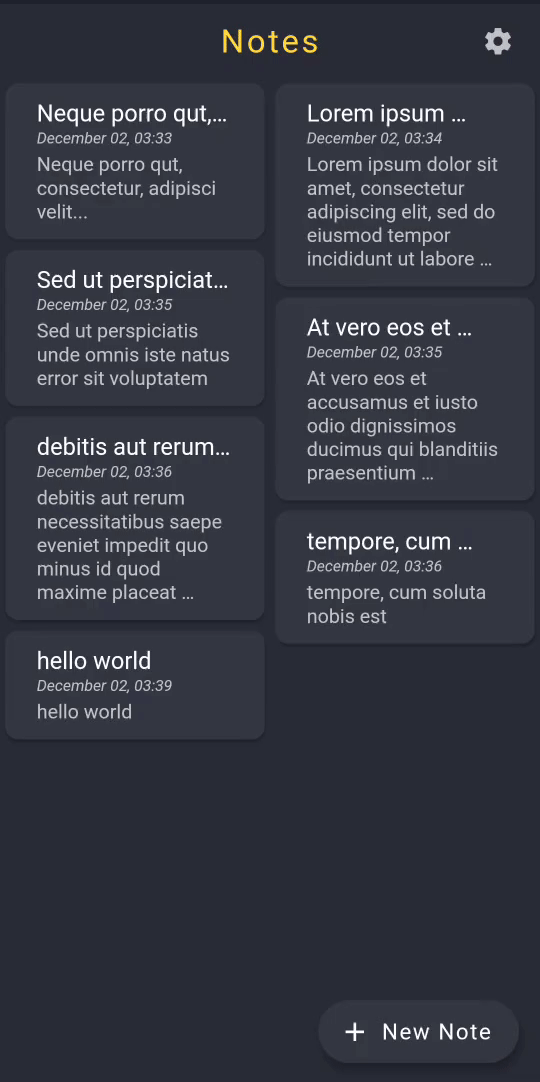 Notes
Neque porro qut,...
December 02, 03:33
Neque porro qut,
consectetur, adipisci
velit...
Lorem ipsum ...
December 02, 03:34
Lorem ipsum dolor sit
amet, consectetur
adipiscing elit, sed do
eiusmod tempor
incididunt ut labore ...
Sed ut perspiciat...
December 02, 03:35
Sed ut perspiciatis
unde omnis iste natus
error sit voluptatem
At vero eos et ...
December 02, 03:35
At vero eos et
accusamus et iusto
odio dignissimos
ducimus qui blanditiis
praesentium ...
debitis aut rerum...
December 02, 03:36
debitis aut rerum
necessitatibus saepe
eveniet impedit quo
minus id quod
maxime placeat ...
tempore, cum ...
December 02, 03:36
tempore, cum soluta
nobis est
hello world
December 02, 03:39
hello world
+ New Note